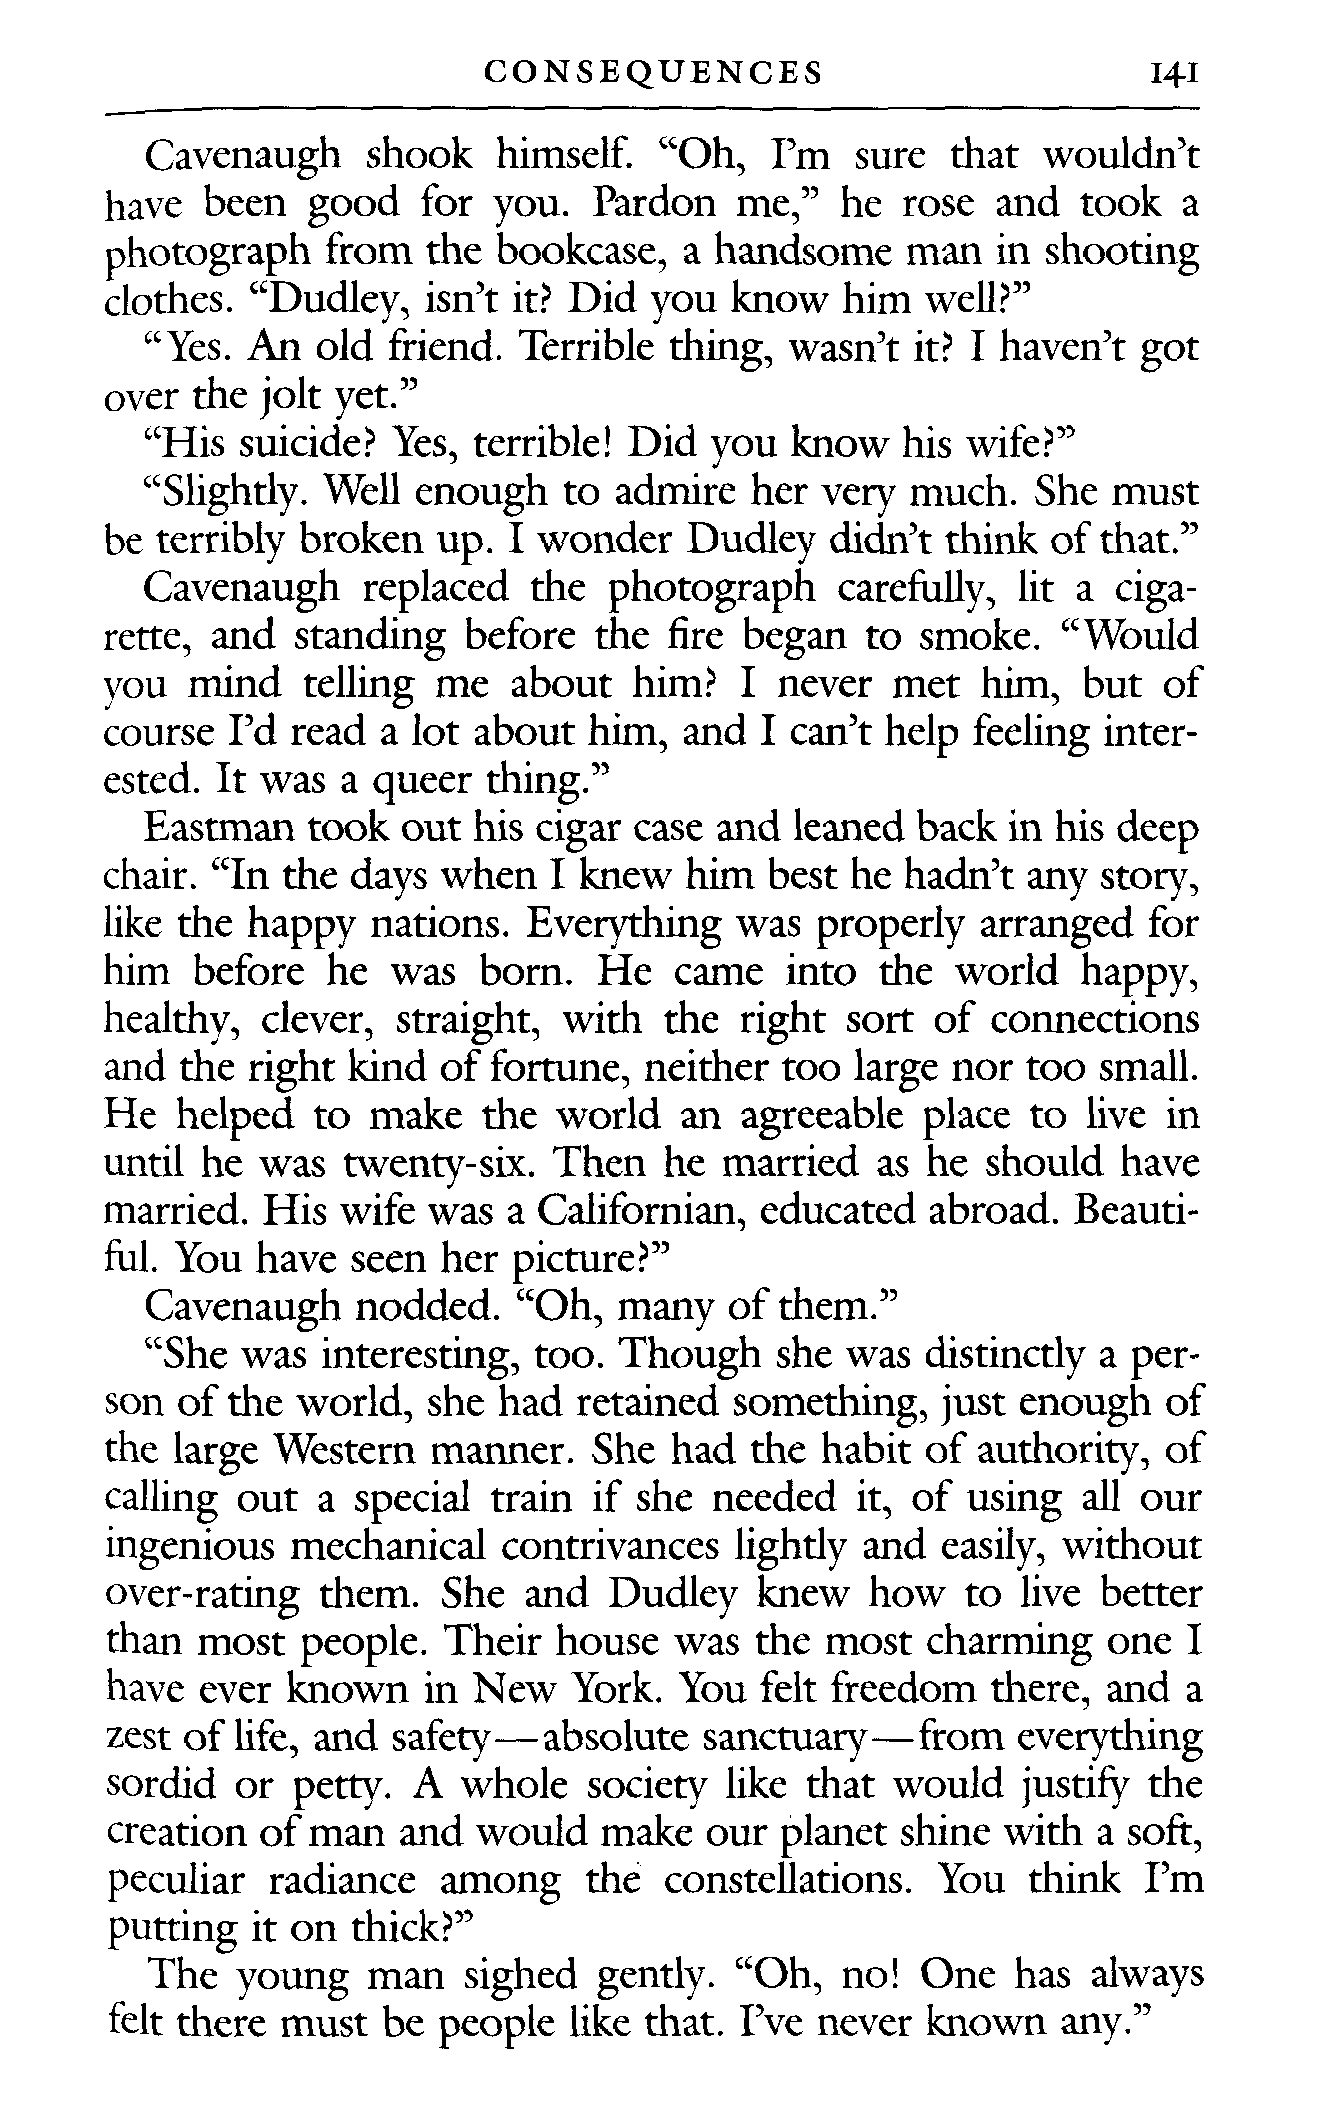 CONSEQUENCES 141
Cavenaugh shook himself. “Oh, I’m sure that wouldn’t
have been good for you. Pardon me,” he rose and took a
photograph from the bookcase, a handsome man in shooting
clothes. “Dudley, isn’t it? Did you know him well?”
“Yes. An old friend. Terrible thing, wasn’t it? I haven’t got
over the jolt yet.”
“His suicide? Yes, terrible! Did you know his wife?”
“Slightly. Well enough to admire her very much. She must
be terribly broken up. I wonder Dudley didn’t think of that.”
Cavenaugh replaced the photograph carefully, lit a ciga-
rette, and standing before the fire began to smoke. “Would
you mind telling me about him? I never met him, but of
course I’d read a lot about him, and I can’t help feeling inter-
ested. It was a queer thing.”
Eastman took out his cigar case and leaned back in his deep
chair. “In the days when I knew him best he hadn’t any story,
like the happy nations. Everything was properly arranged for
him before he was born. He came into the world happy,
healthy, clever, straight, with the right sort of connections
and the right kind of fortune, neither too large nor too small.
He helped to make the world an agreeable place to live in
until he was twenty-six. Then he married as he should have
married. His wife was a Californian, educated abroad. Beauti-
ful. You have seen her picture?”
Cavenaugh nodded. “Oh, many of them.”
“She was interesting, too. Though she was distinctly a per-
son of the world, she had retained something, just enough of
the large Western manner. She had the habit of authority, of
calling out a special train if she needed it, of using all our
ingenious mechanical contrivances lightly and easily, without
over-rating them. She and Dudley knew how to live better
than most people. Their house was the most charming one I
have ever known in New York. You felt freedom there, and a
zest of life, and safety—absolute sanctuary—from everything
sordid or petty. A whole society like that would justify the
creation of man and would make our planet shine with a soft,
peculiar radiance among the constellations. You think I’m
putting it on thick?”
The young man sighed gently. “Oh, no! One has always
felt there must be people like that. I’ve never known any.”